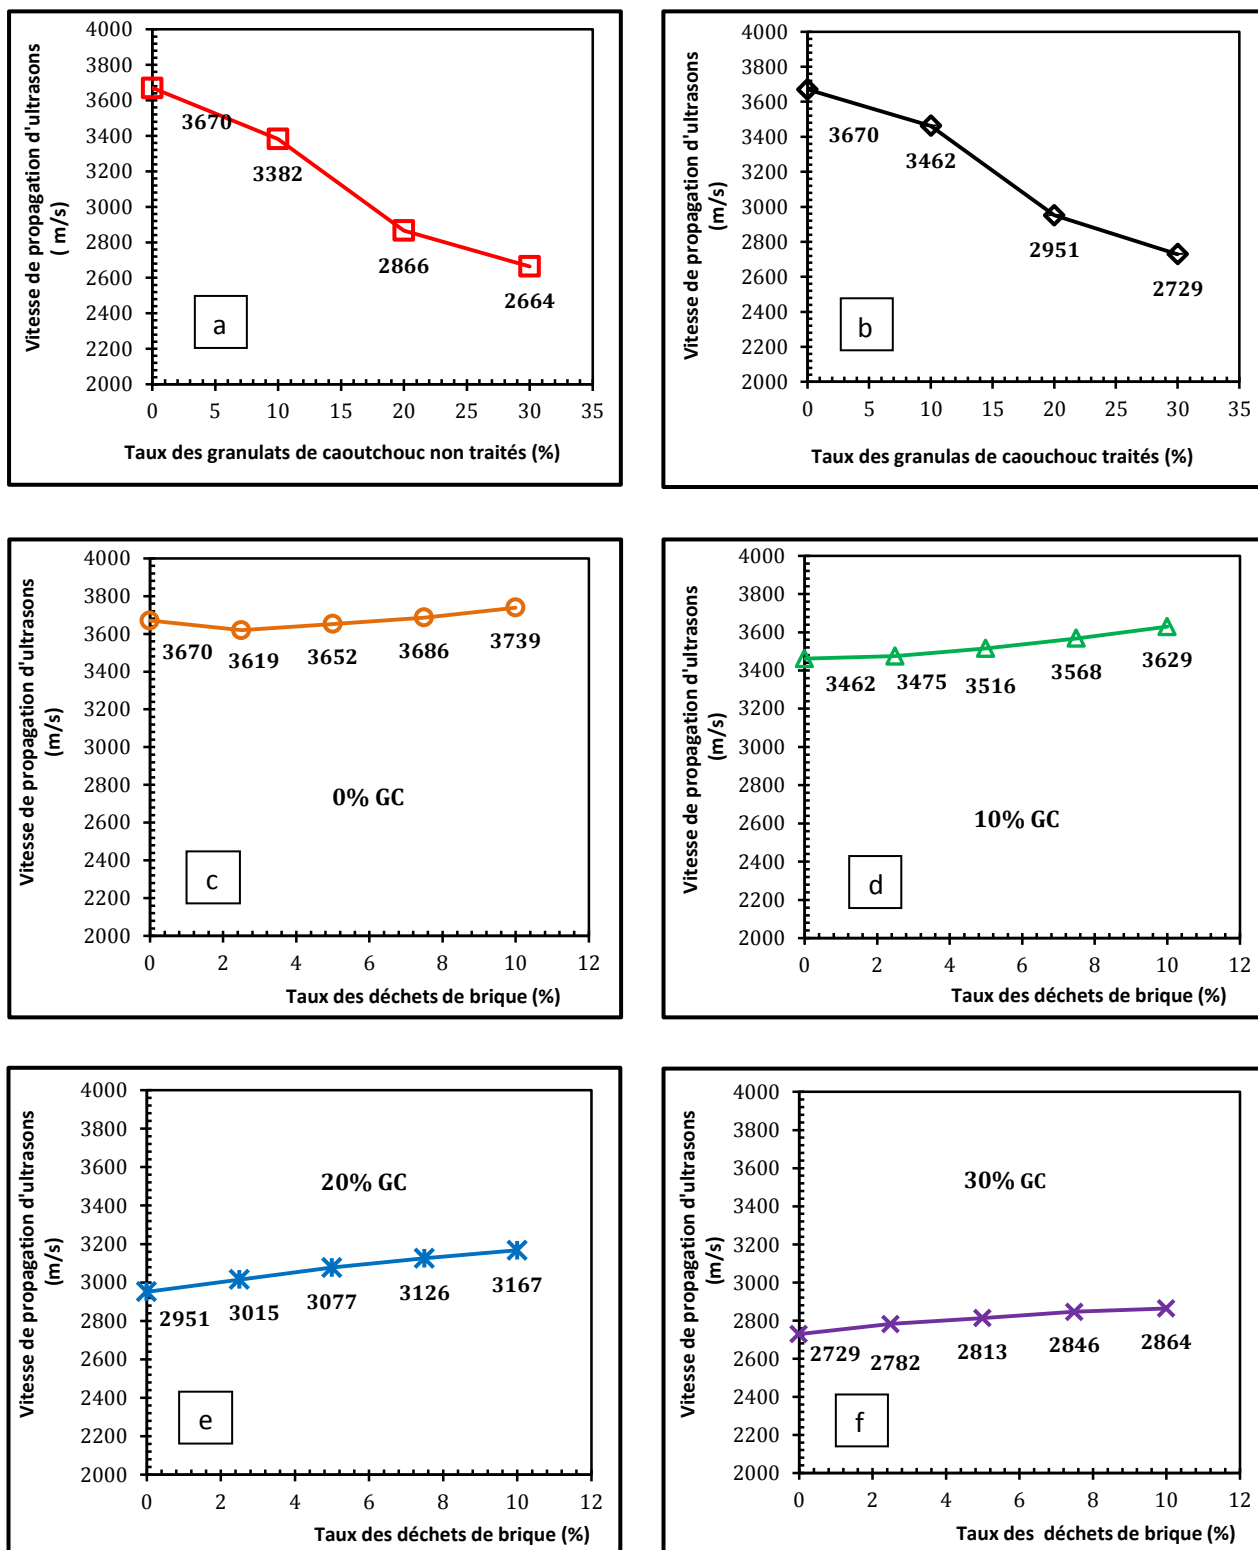 Vitesse de propagation d'ultrasons
( m/s)
4000
3800
3600
3400
3200
3000
2800
2600
2400
2200
2000
3670
3382
2866
2664
a
0 5 10 15 20 25 30 35
Taux des granulats de caoutchouc non traités (%)
Vitesse de propagation d'ultrasons
(m/s)
4000
3800
3600
3400
3200
3000
2800
2600
2400
2200
2000
3670
3462
2951
2729
b
0 5 10 15 20 25 30 35
Taux des granulas de caouchouc traités (%)
Vitesse de propagation d'ultrasons
(m/s)
4000
3800
3600
3400
3200
3000
2800
2600
2400
2200
2000
3670 3619 3652 3686 3739
0% GC
c
0 2 4 6 8 10 12
Taux des déchets de brique (%)
Vitesse de propagation d'ultrasons
(m/s)
4000
3800
3600
3400
3200
3000
2800
2600
2400
2200
2000
3462 3475 3516 3568 3629
10% GC
d
0 2 4 6 8 10 12
Taux des déchets de brique (%)
Vitesse de propagation d'ultrasons
(m/s)
4000
3800
3600
3400
3200
3000
2800
2600
2400
2200
2000
20% GC
2951 3015 3077 3126 3167
e
0 2 4 6 8 10 12
Taux des déchets de brique (%)
Vitesse de propagation d'ultrasons
(m/s)
4000
3800
3600
3400
3200
3000
2800
2600
2400
2200
2000
30% GC
2729 2782 2813 2846 2864
f
0 2 4 6 8 10 12
Taux des déchets de brique (%)